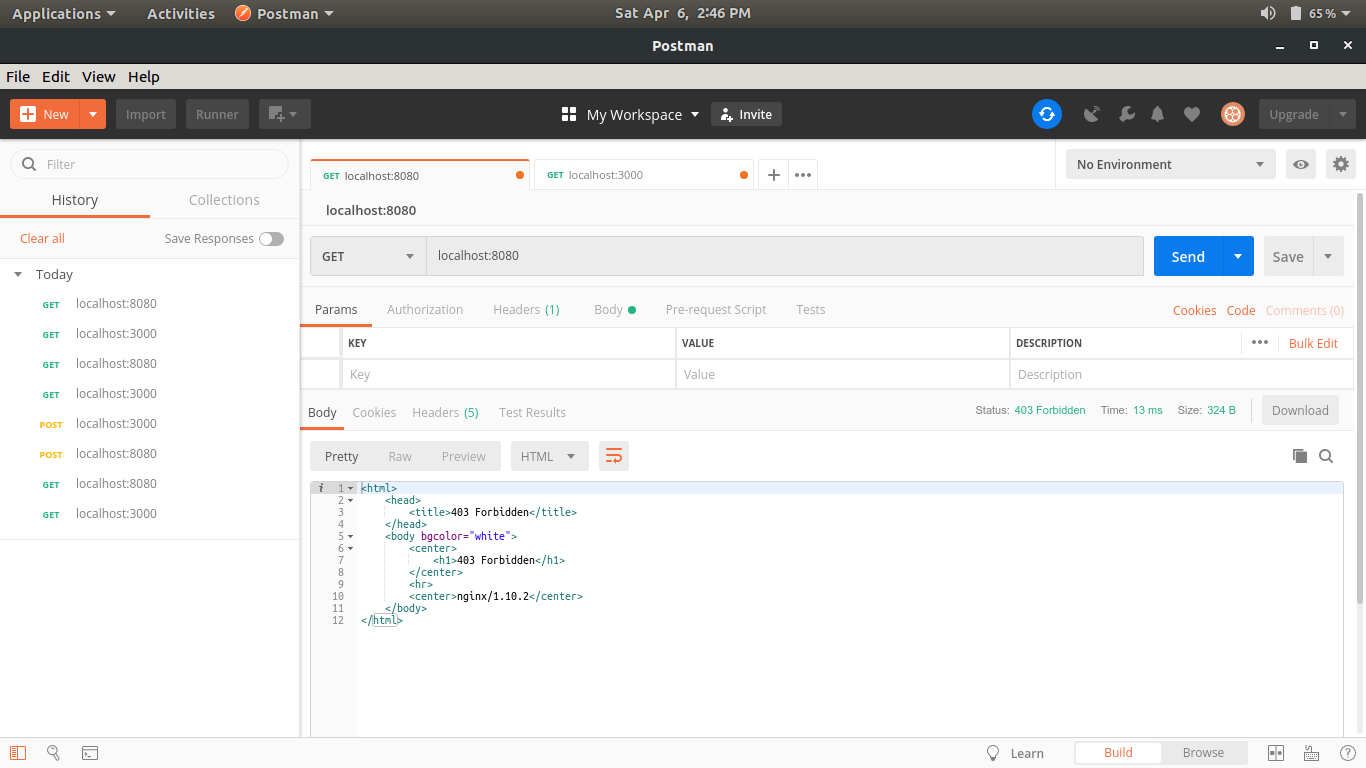 Applications Activities Postman Sat Apr 6, 2:46 PM 65 %
Postman
File Edit View Help
New Import Runner My Workspace Invite Upgrade
Filter
History Collections
Clear all Save Responses
Today
GET localhost:8080
GET localhost:3000
GET localhost:8080
GET localhost:3000
POST localhost:3000
POST localhost:8080
GET localhost:8080
GET localhost:3000
GET localhost:8080 GET localhost:3000 No Environment
localhost:8080
GET localhost:8080 Send Save
Params Authorization Headers (1) Body Pre-request Script Tests Cookies Code Comments (0)
KEY VALUE DESCRIPTION Bulk Edit
Key Value Description
Body Cookies Headers (5) Test Results Status: 403 Forbidden Time: 13 ms Size: 324 B Download
Pretty Raw Preview HTML
i 1 <html>
2 <head>
3 <title>403 Forbidden</title>
4 </head>
5 <body bgcolor="white">
6 <center>
7 <h1>403 Forbidden</h1>
8 </center>
9 <hr>
10 <center>nginx/1.10.2</center>
11 </body>
12 </html>
Learn Build Browse